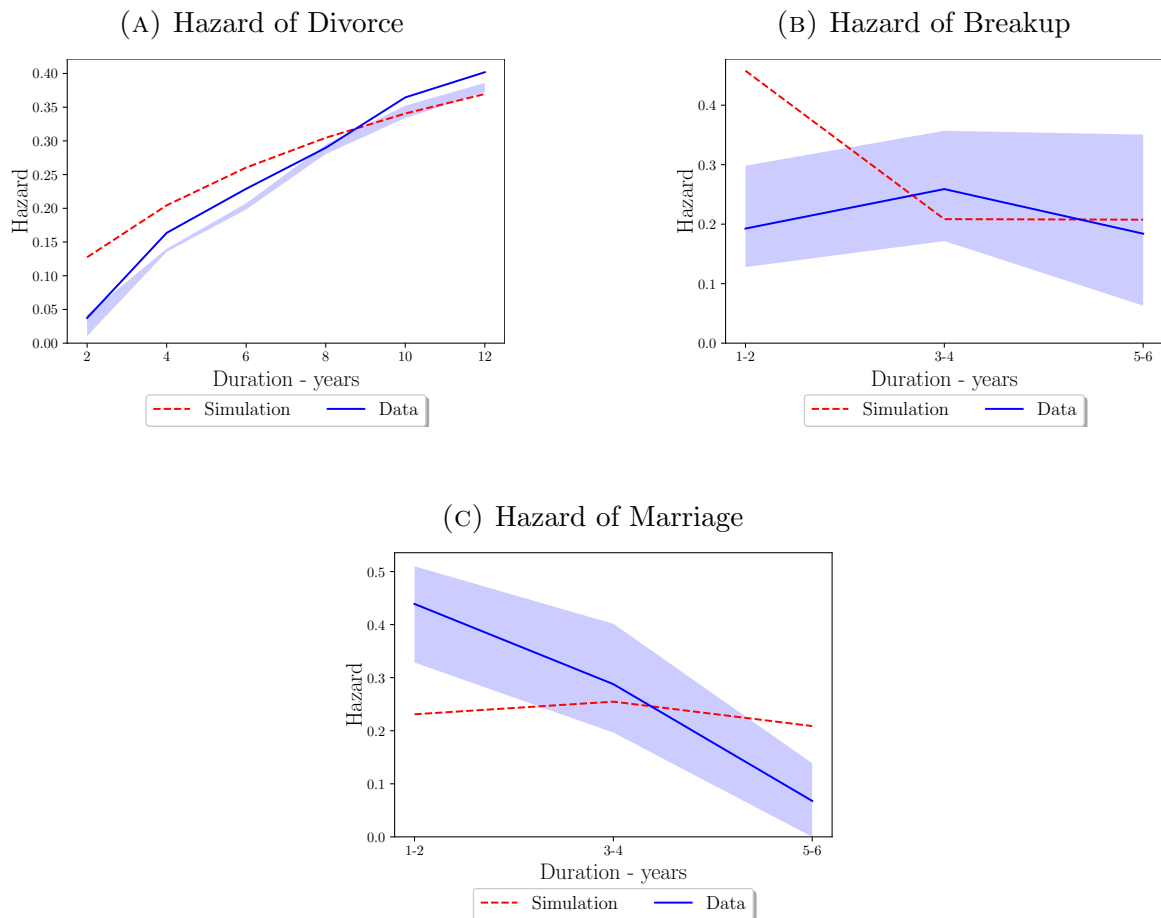 (A) Hazard of Divorce
Hazard
0.40
0.35
0.30
0.25
0.20
0.15
0.10
0.05
0.00
2 4 6 8 10 12
Duration - years
Simulation Data
(B) Hazard of Breakup
Hazard
0.4
0.3
0.2
0.1
0.0
1-2 3-4 5-6
Duration - years
Simulation Data
(C) Hazard of Marriage
Hazard
0.5
0.4
0.3
0.2
0.1
0.0
1-2 3-4 5-6
Duration - years
Simulation Data